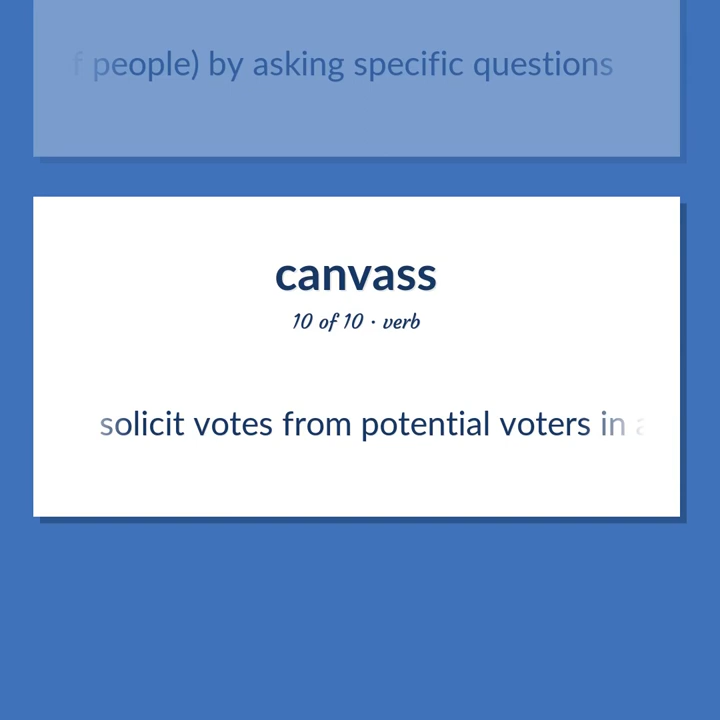 f people) by asking specific questions
canvass
10 of 10 · verb
solicit votes from potential voters in a